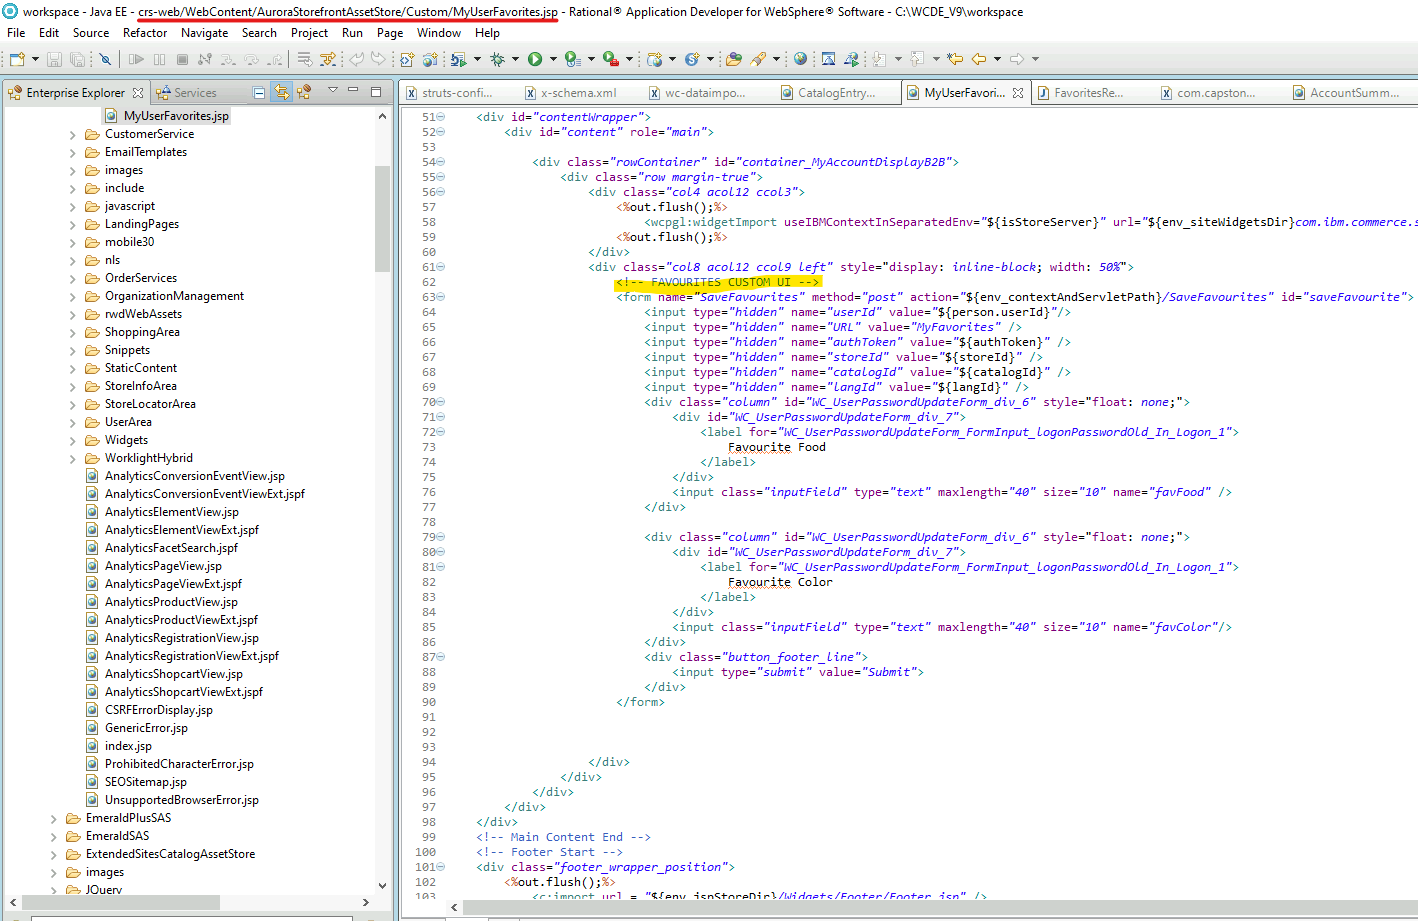 workspace - Java EE - crs-web/WebContent/AuroraStorefrontAssetStore/Custom/MyUserFavorites.jsp - Rational® Application Developer for WebSphere® Software - C:\WCDE_V9\workspace
File Edit Source Refactor Navigate Search Project Run Page Window Help
Enterprise Explorer Services
MyUserFavorites.jsp
CustomerService
EmailTemplates
images
include
javascript
LandingPages
mobile30
nls
OrderServices
OrganizationManagement
rwdWebAssets
ShoppingArea
Snippets
StaticContent
StoreInfoArea
StoreLocatorArea
UserArea
Widgets
WorklightHybrid
AnalyticsConversionEventView.jsp
AnalyticsConversionEventViewExt.jspf
AnalyticsElementView.jsp
AnalyticsElementViewExt.jspf
AnalyticsFacetSearch.jspf
AnalyticsPageView.jsp
AnalyticsPageViewExt.jspf
AnalyticsProductView.jsp
AnalyticsProductViewExt.jspf
AnalyticsRegistrationView.jsp
AnalyticsRegistrationViewExt.jspf
AnalyticsShopcartView.jsp
AnalyticsShopcartViewExt.jspf
CSRFErrorDisplay.jsp
GenericError.jsp
index.jsp
ProhibitedCharacterError.jsp
SEOSitemap.jsp
UnsupportedBrowserError.jsp
EmeraldPlusSAS
EmeraldSAS
ExtendedSitesCatalogAssetStore
images
JQuery
struts-confi... x-schema.xml wc-dataimpo... CatalogEntry... MyUserFavori... FavoritesRe... com.capston... AccountSumm...
51 <div id="contentWrapper">
52 <div id="content" role="main">
53
54 <div class="rowContainer" id="container_MyAccountDisplayB2B">
55 <div class="row margin-true">
56 <div class="col4 acol12 ccol3">
57 <%out.flush();%>
58 <wcpgl:widgetImport useIBMContextInSeparatedEnv="${isStoreServer}" url="${env_siteWidgetsDir}com.ibm.commerce.s
59 <%out.flush();%>
60 </div>
61 <div class="col8 acol12 ccol9 left" style="display: inline-block; width: 50%">
62 <!-- FAVOURITES CUSTOM UI -->
63 <form name="SaveFavourites" method="post" action="${env_contextAndServletPath}/SaveFavourites" id="saveFavourite">
64 <input type="hidden" name="userId" value="${person.userId}"/>
65 <input type="hidden" name="URL" value="MyFavorites" />
66 <input type="hidden" name="authToken" value="${authToken}" />
67 <input type="hidden" name="storeId" value="${storeId}" />
68 <input type="hidden" name="catalogId" value="${catalogId}" />
69 <input type="hidden" name="langId" value="${langId}" />
70 <div class="column" id="WC_UserPasswordUpdateForm_div_6" style="float: none;">
71 <div id="WC_UserPasswordUpdateForm_div_7">
72 <label for="WC_UserPasswordUpdateForm_FormInput_logonPasswordOld_In_Logon_1">
73 Favourite Food
74 </label>
75 </div>
76 <input class="inputField" type="text" maxlength="40" size="10" name="favFood" />
77 </div>
78
79 <div class="column" id="WC_UserPasswordUpdateForm_div_6" style="float: none;">
80 <div id="WC_UserPasswordUpdateForm_div_7">
81 <label for="WC_UserPasswordUpdateForm_FormInput_logonPasswordOld_In_Logon_1">
82 Favourite Color
83 </label>
84 </div>
85 <input class="inputField" type="text" maxlength="40" size="10" name="favColor"/>
86 </div>
87 <div class="button_footer_line">
88 <input type="submit" value="Submit">
89 </div>
90 </form>
91
92
93
94 </div>
95 </div>
96 </div>
97 </div>
98 </div>
99 <!-- Main Content End -->
100 <!-- Footer Start -->
101 <div class="footer_wrapper_position">
102 <%out.flush();%>
103 <c:import url = "${env_jspStoreDir}/Widgets/Footer/Footer.jsp" />